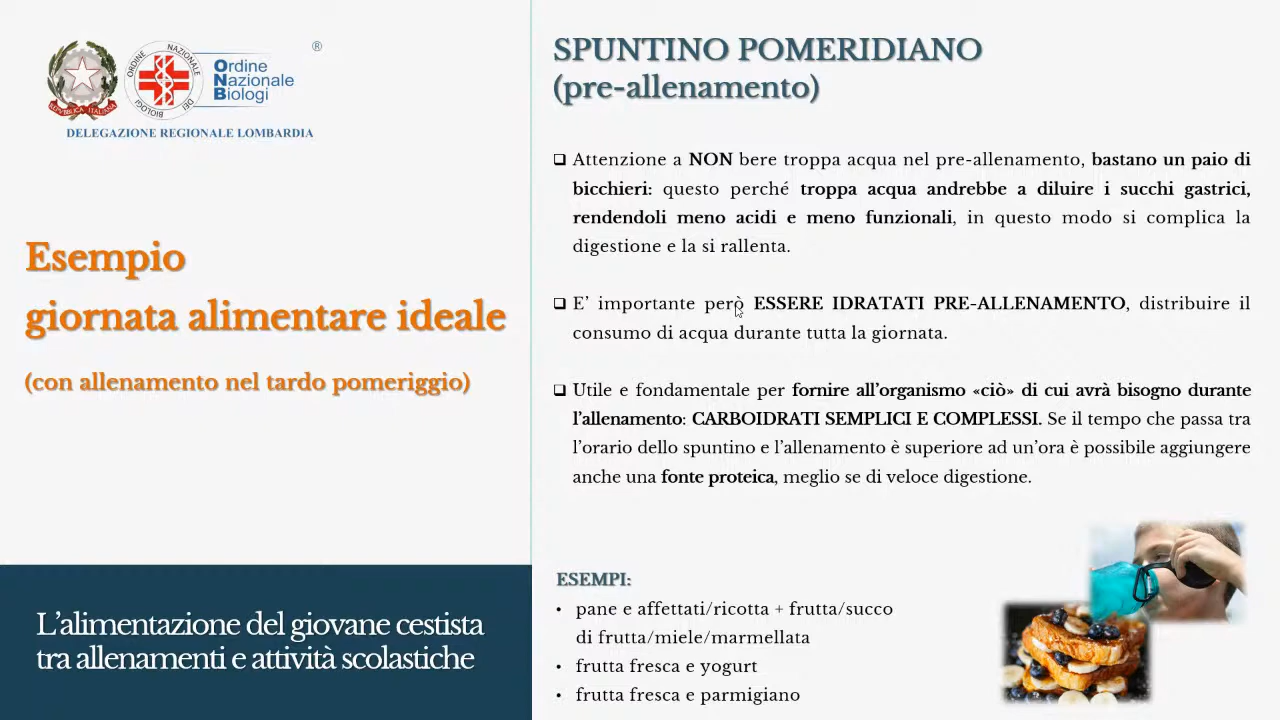 REPVBBLICA ITALIANA
ORDINE NAZIONALE DEI BIOLOGI
Ordine
Nazionale
Biologi
®
DELEGAZIONE REGIONALE LOMBARDIA
Esempio
giornata alimentare ideale
(con allenamento nel tardo pomeriggio)
L’alimentazione del giovane cestista
tra allenamenti e attività scolastiche
SPUNTINO POMERIDIANO
(pre-allenamento)
❑ Attenzione a NON bere troppa acqua nel pre-allenamento, bastano un paio di
bicchieri: questo perché troppa acqua andrebbe a diluire i succhi gastrici,
rendendoli meno acidi e meno funzionali, in questo modo si complica la
digestione e la si rallenta.
❑ E’ importante però ESSERE IDRATATI PRE-ALLENAMENTO, distribuire il
consumo di acqua durante tutta la giornata.
❑ Utile e fondamentale per fornire all’organismo «ciò» di cui avrà bisogno durante
l’allenamento: CARBOIDRATI SEMPLICI E COMPLESSI. Se il tempo che passa tra
l’orario dello spuntino e l’allenamento è superiore ad un’ora è possibile aggiungere
anche una fonte proteica, meglio se di veloce digestione.
ESEMPI:
• pane e affettati/ricotta + frutta/succo
di frutta/miele/marmellata
• frutta fresca e yogurt
• frutta fresca e parmigiano